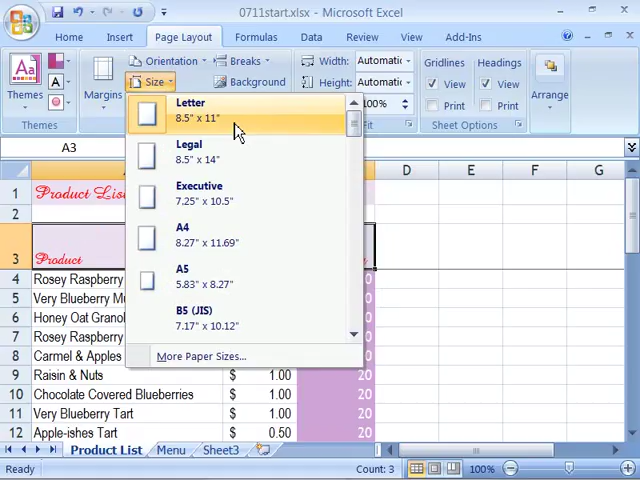 0711start.xlsx - Microsoft Excel
Home Insert Page Layout Formulas Data Review View Add-Ins
Themes
Margins
Orientation
Size
Breaks
Background
Width: Automatic
Height: Automatic
100%
Gridlines
View
Print
Headings
View
Print
Arrange
Themes
Fit
A3
Letter
8.5" x 11"
Legal
8.5" x 14"
Executive
7.25" x 10.5"
A4
8.27" x 11.69"
A5
5.83" x 8.27"
B5 (JIS)
7.17" x 10.12"
More Paper Sizes...
D E F G
1 Product
2
3 Product
4 Rosey Raspberry
5 Very Blueberry
6 Honey Oat
7 Rosey Raspberry
8 Carmel & Apples
9 Raisin & Nuts $ 1.00 20
10 Chocolate Covered Blueberries $ 1.00 20
11 Very Blueberry Tart $ 1.00 20
12 Apple-ishes Tart $ 0.50 20
Product List Menu Sheet3
Ready Count: 3 100%